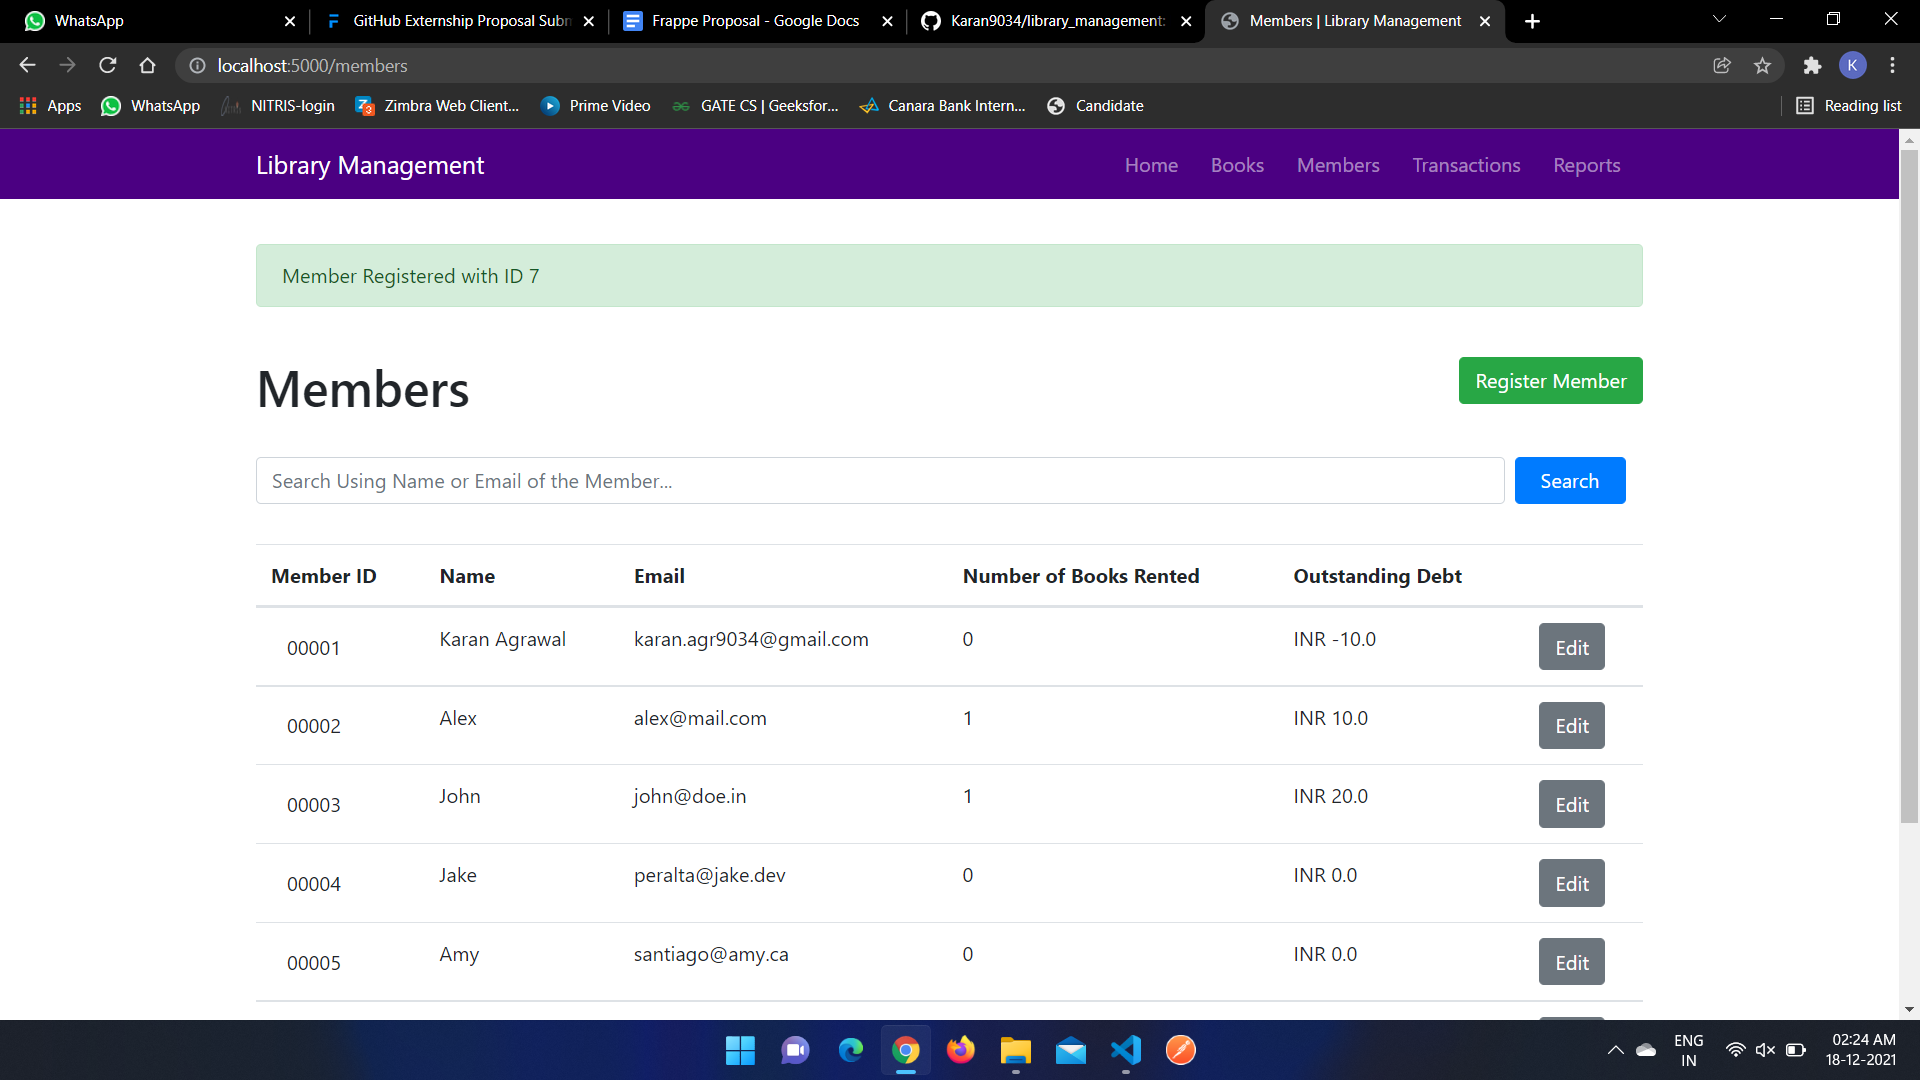 WhatsApp
GitHub Externship Proposal Subm
Frappe Proposal - Google Docs
Karan9034/library_management:
Members | Library Management
localhost:5000/members
K
Apps
WhatsApp
NITRIS-login
Zimbra Web Client...
Prime Video
GATE CS | Geeksfor...
Canara Bank Intern...
Candidate
Reading list
Library Management
Home
Books
Members
Transactions
Reports
Member Registered with ID 7
Members
Register Member
Search Using Name or Email of the Member...
Search
Member ID Name Email Number of Books Rented Outstanding Debt
00001 Karan Agrawal karan.agr9034@gmail.com 0 INR -10.0 Edit
00002 Alex alex@mail.com 1 INR 10.0 Edit
00003 John john@doe.in 1 INR 20.0 Edit
00004 Jake peralta@jake.dev 0 INR 0.0 Edit
00005 Amy santiago@amy.ca 0 INR 0.0 Edit
ENG
IN
02:24 AM
18-12-2021